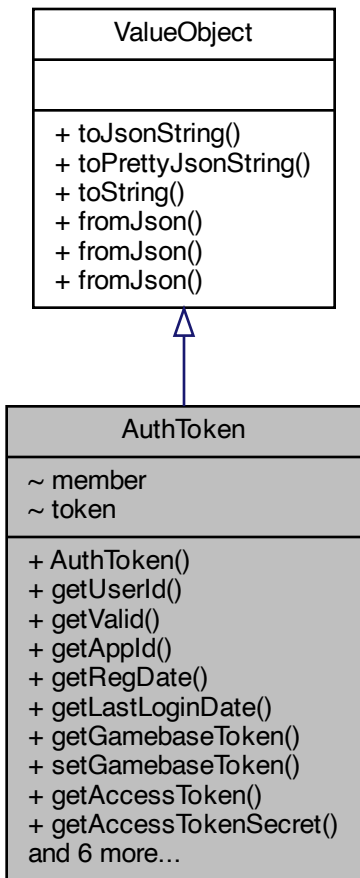 ValueObject
+ toJsonString()
+ toPrettyJsonString()
+ toString()
+ fromJson()
+ fromJson()
+ fromJson()
AuthToken
~ member
~ token
+ AuthToken()
+ getUserId()
+ getValid()
+ getAppId()
+ getRegDate()
+ getLastLoginDate()
+ getGamebaseToken()
+ setGamebaseToken()
+ getAccessToken()
+ getAccessTokenSecret()
and 6 more...